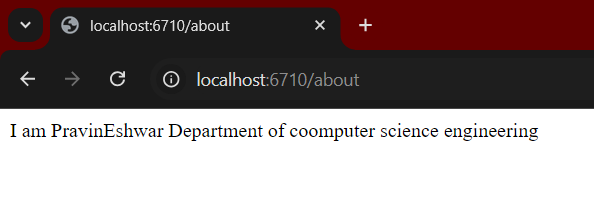 localhost:6710/about
localhost:6710/about
I am PravinEshwar Department of coomputer science engineering